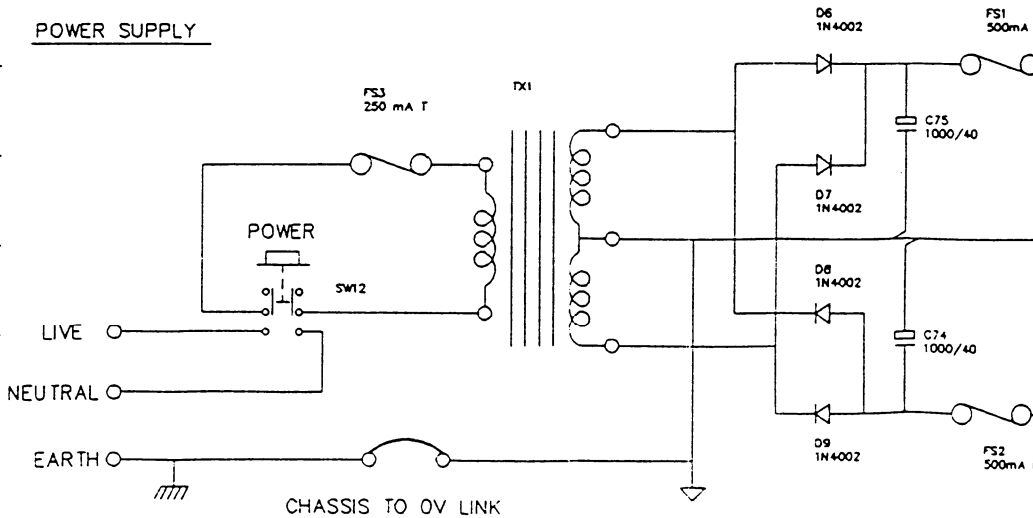 POWER SUPPLY
D6
1N4002
FS1
500mA
FS3
250 mA T
TX1
C75
1000/40
D7
1N4002
POWER
SW12
D8
1N4002
LIVE
C74
1000/40
NEUTRAL
D9
1N4002
EARTH
FS2
500mA
CHASSIS TO 0V LINK